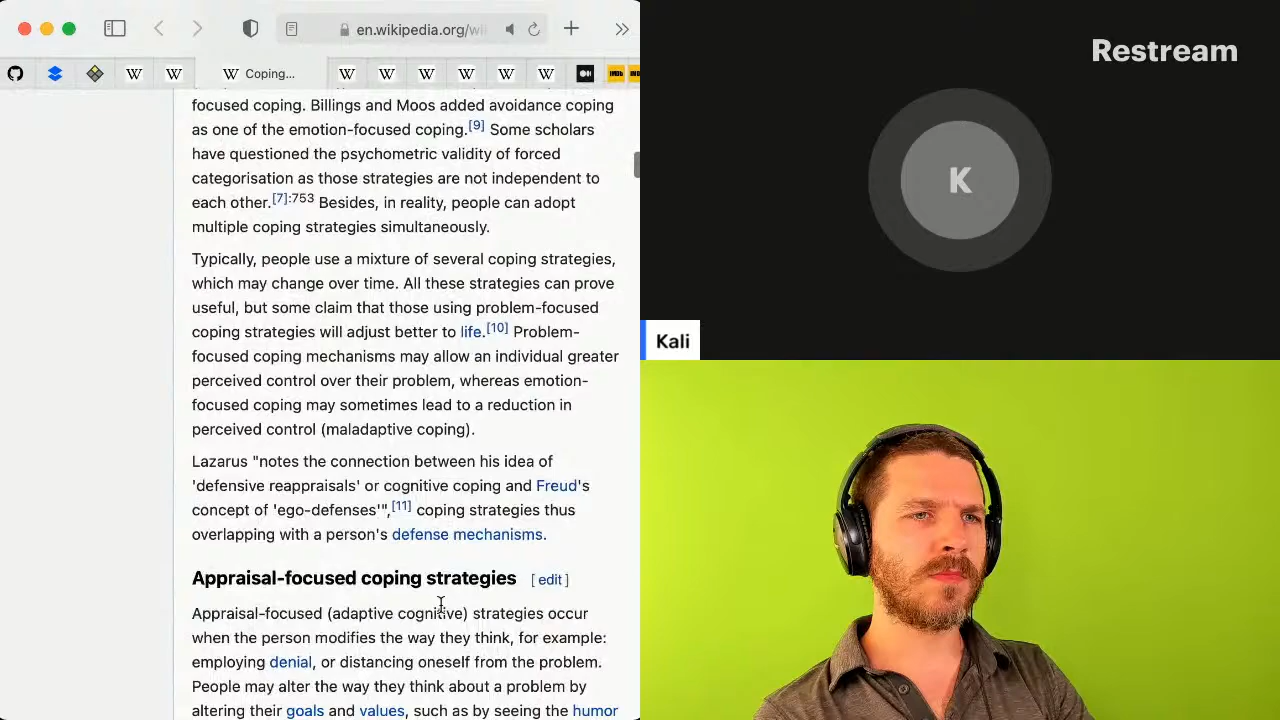 en.wikipedia.org/wi
Coping...
focused coping. Billings and Moos added avoidance coping
as one of the emotion-focused coping.[9] Some scholars
have questioned the psychometric validity of forced
categorisation as those strategies are not independent to
each other.[7]:753 Besides, in reality, people can adopt
multiple coping strategies simultaneously.
Typically, people use a mixture of several coping strategies,
which may change over time. All these strategies can prove
useful, but some claim that those using problem-focused
coping strategies will adjust better to life.[10] Problem-
focused coping mechanisms may allow an individual greater
perceived control over their problem, whereas emotion-
focused coping may sometimes lead to a reduction in
perceived control (maladaptive coping).
Lazarus "notes the connection between his idea of
'defensive reappraisals' or cognitive coping and Freud's
concept of 'ego-defenses'",[11] coping strategies thus
overlapping with a person's defense mechanisms.
Appraisal-focused coping strategies [ edit ]
Appraisal-focused (adaptive cognitive) strategies occur
when the person modifies the way they think, for example:
employing denial, or distancing oneself from the problem.
People may alter the way they think about a problem by
altering their goals and values, such as by seeing the humor
Restream
K
Kali